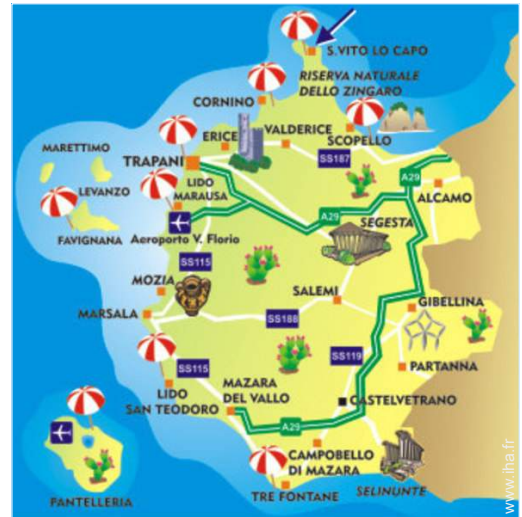 S.VITO LO CAPO
RISERVA NATURALE
DELLO ZINGARO
CORNINO
ERICE
VALDERICE
SCOPELLO
MARETTIMO
TRAPANI
SS187
A29
LEVANZO
LIDO
MARAUSA
ALCAMO
FAVIGNANA
Aeroporto V. Florio
A29
SEGESTA
SS115
MOZIA
SALEMI
GIBELLINA
MARSALA
SS188
SS115
SS119
PARTANNA
LIDO
SAN TEODORO
MAZARA
DEL VALLO
CASTELVETRANO
A29
CAMPOBELLO
DI MAZARA
PANTELLERIA
TRE FONTANE
SELINUNTE
www.iha.fr